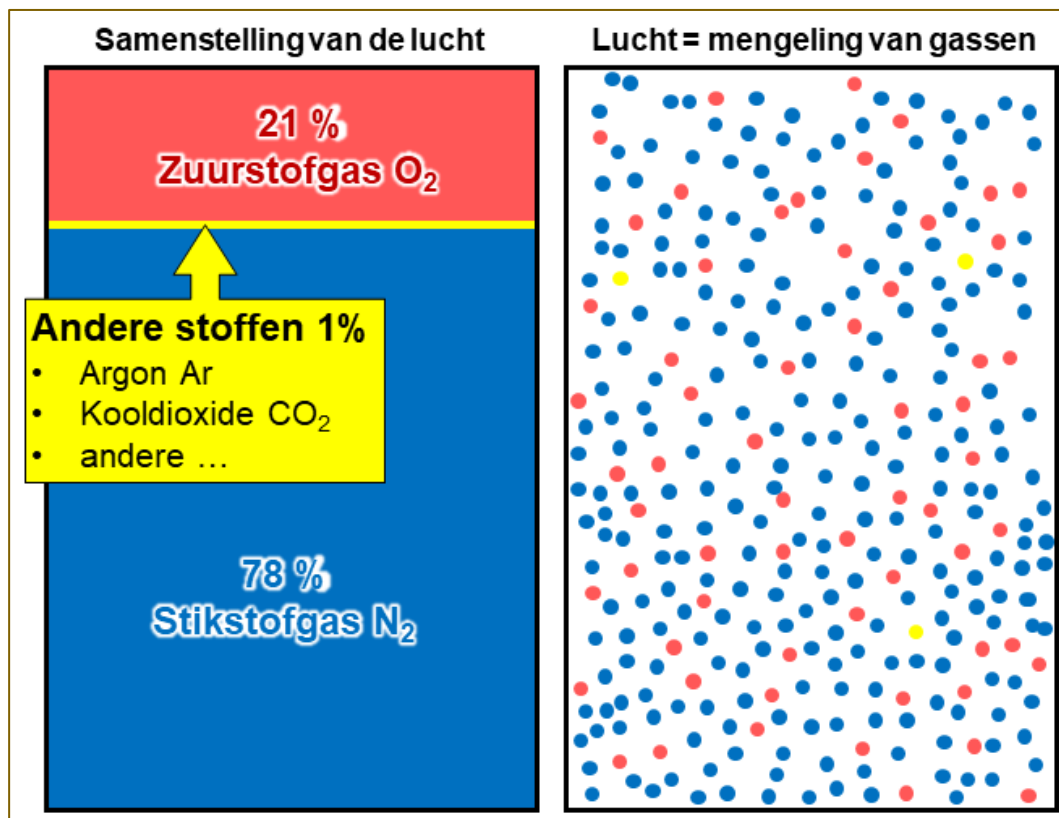 Samenstelling van de lucht
21 %
Zuurstofgas O₂
Andere stoffen 1%
• Argon Ar
• Kooldioxide CO₂
• andere …
78 %
Stikstofgas N₂
Lucht = mengeling van gassen